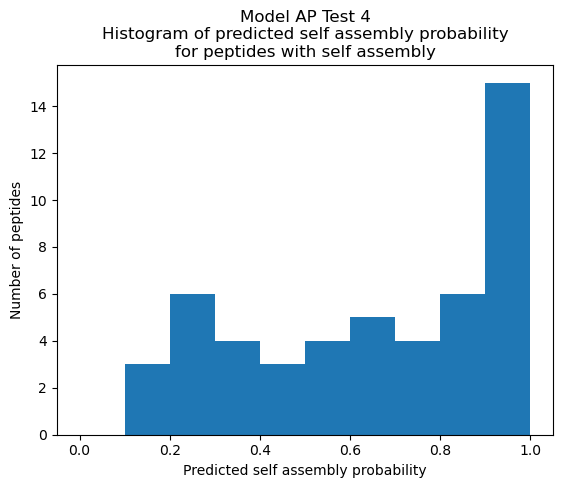 Model AP Test 4
Histogram of predicted self assembly probability
for peptides with self assembly
14
12
10
8
6
4
2
0
Number of peptides
0.0 0.2 0.4 0.6 0.8 1.0
Predicted self assembly probability